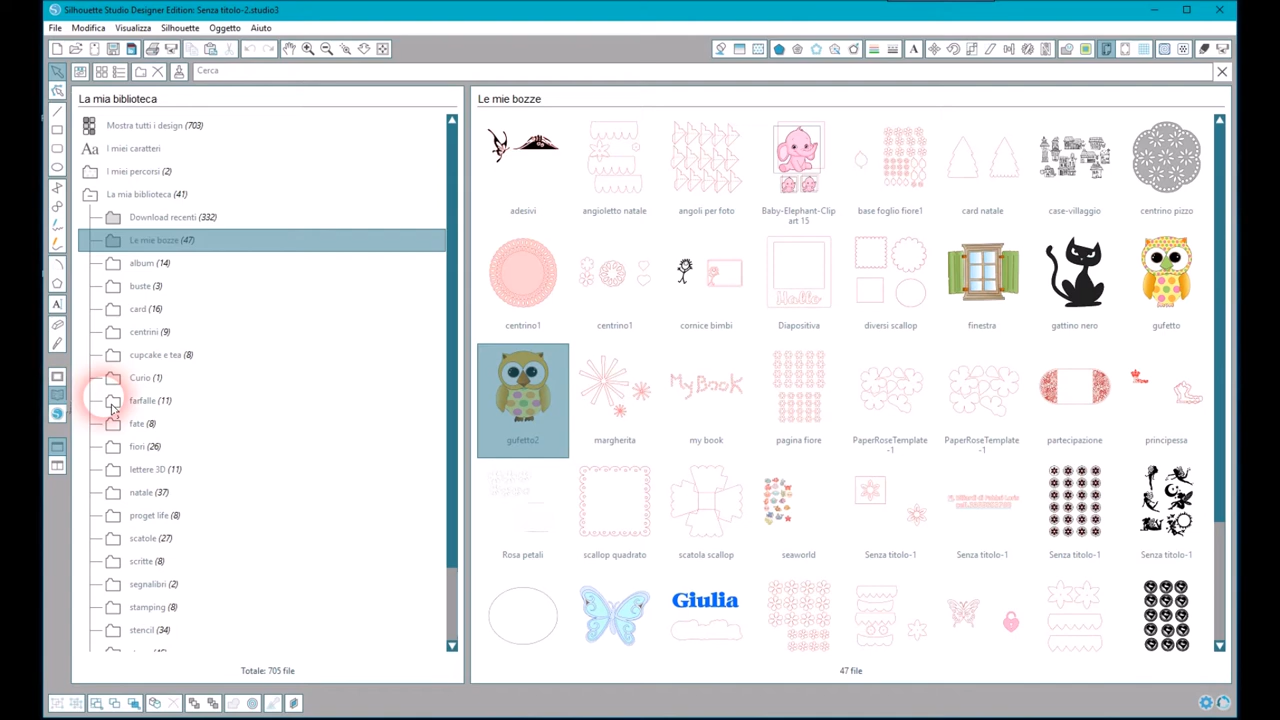 Silhouette Studio Designer Edition: Senza titolo-2.studio3
File Modifica Visualizza Silhouette Oggetto Aiuto
Cerca
La mia biblioteca
Mostra tutti i design (703)
Aa I miei caratteri
I miei percorsi (2)
La mia biblioteca (41)
Download recenti (332)
Le mie bozze (47)
album (14)
buste (3)
card (16)
centrini (9)
cupcake e tea (8)
Curio (1)
farfalle (11)
fate (8)
fiori (26)
lettere 3D (11)
natale (37)
proget life (8)
scatole (27)
scritte (8)
segnalibri (2)
stamping (8)
stencil (34)
Totale: 705 file
Le mie bozze
adesivi angioletto natale angoli per foto Baby-Elephant-Clip art 15 base foglio fiore1 card natale case-villaggio centrino pizzo
Hello
centrino1 centrino1 cornice bimbi Diapositiva diversi scallop finestra gattino nero gufetto
My Book
gufetto2 margherita my book pagina fiore PaperRoseTemplate-1 PaperRoseTemplate-1 partecipazione principessa
Rosa petali scallop quadrato scatola scallop seaworld Senza titolo-1 Senza titolo-1 Senza titolo-1 Senza titolo-1
Giulia
47 file